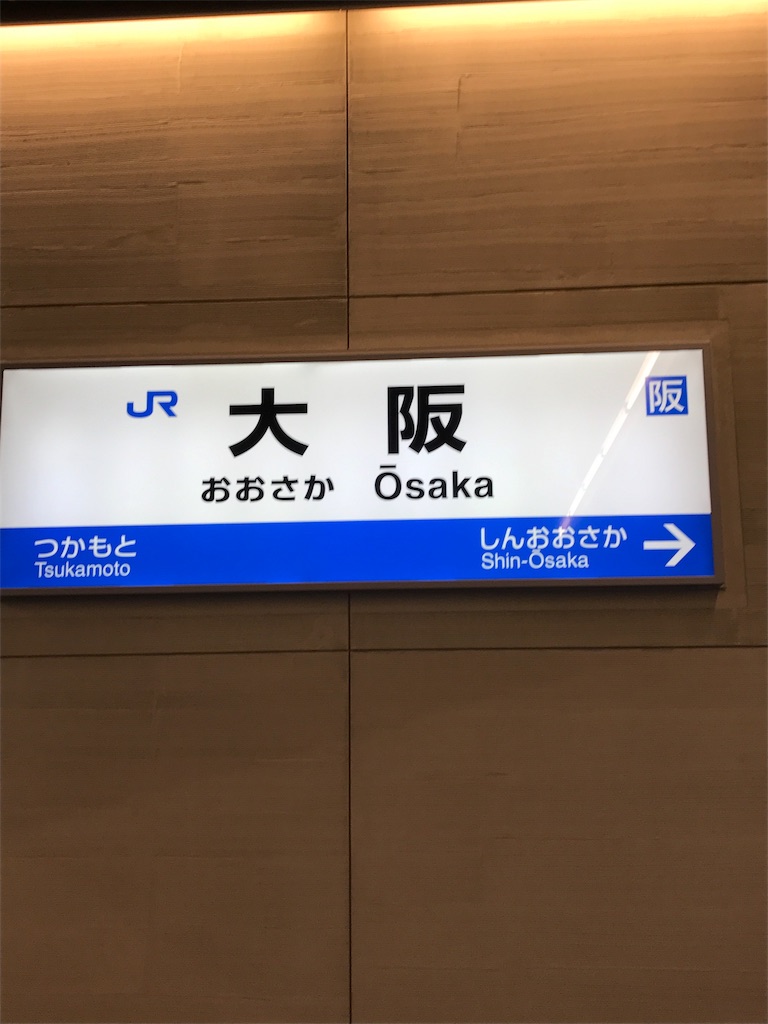 JR 大阪 阪
おおさか Ōsaka
つかもと しんおおさか →
Tsukamoto Shin-Ōsaka